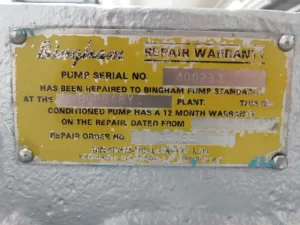 Bingham REPAIR WARRANTY
PUMP SERIAL NO. 400233
HAS BEEN REPAIRED TO BINGHAM PUMP STANDARDS
AT THE PLANT. THIS RE-
CONDITIONED PUMP HAS A 12 MONTH WARRANTY
ON THE REPAIR, DATED FROM
REPAIR ORDER NO.